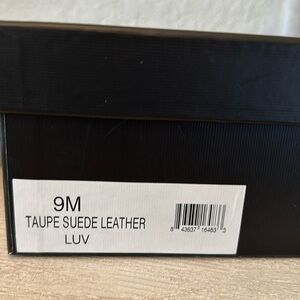 9M
TAUPE SUEDE LEATHER
LUV
8 43637 16483 3